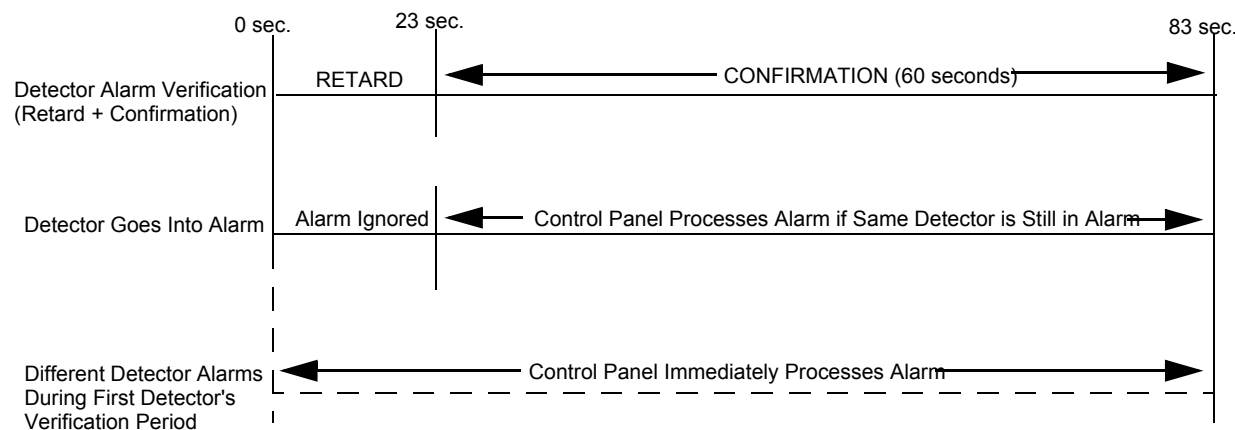 0 sec.
23 sec.
83 sec.
Detector Alarm Verification
(Retard + Confirmation)
RETARD
CONFIRMATION (60 seconds)
Detector Goes Into Alarm
Alarm Ignored
Control Panel Processes Alarm if Same Detector is Still in Alarm
Different Detector Alarms
During First Detector's
Verification Period
Control Panel Immediately Processes Alarm